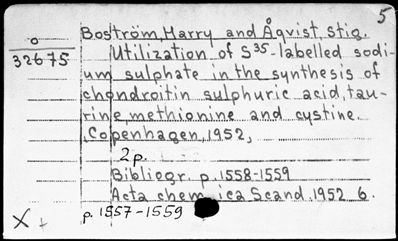 5
Boström, Harry and Åqvist, Stig.
o
32675
Utilization of S35-labelled sodi-
um sulphate in the synthesis of
chondroitin sulphuric acid, tau-
rine, methionine and cystine.
Copenhagen, 1952,
2 p.
Bibliogr. p. 1558-1559
Acta chemica Scand. 1952 6.
p. 1557-1559
X +